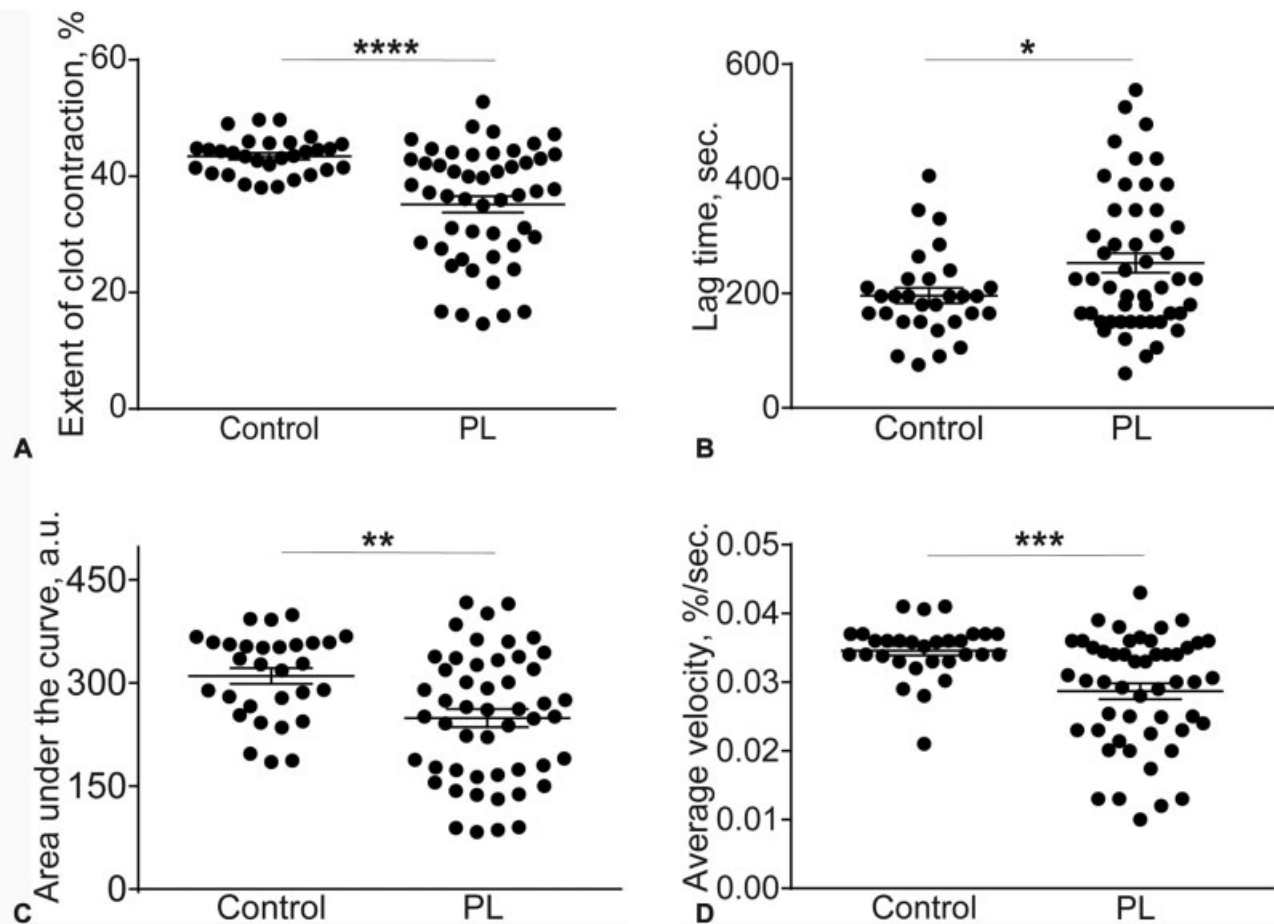 Extent of clot contraction, %
60
40
20
0
****
Control PL
A
Lag time, sec.
600
400
200
0
*
Control PL
B
Area under the curve, a.u.
450
300
150
0
**
Control PL
C
Average velocity, %/sec.
0.05
0.04
0.03
0.02
0.01
0.00
***
Control PL
D